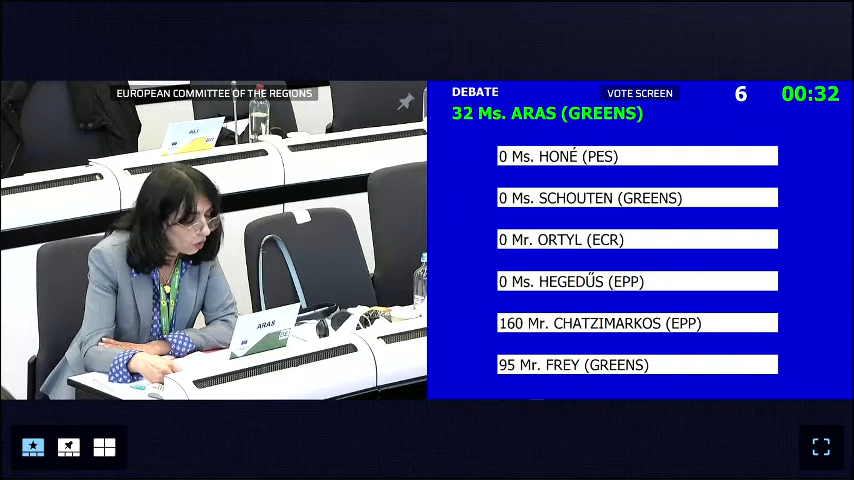 EUROPEAN COMMITTEE OF THE REGIONS
ALI
ARAS
DE
DEBATE
VOTE SCREEN
6
00:32
32 Ms. ARAS (GREENS)
0 Ms. HONÉ (PES)
0 Ms. SCHOUTEN (GREENS)
0 Mr. ORTYL (ECR)
0 Ms. HEGEDŰS (EPP)
160 Mr. CHATZIMARKOS (EPP)
95 Mr. FREY (GREENS)